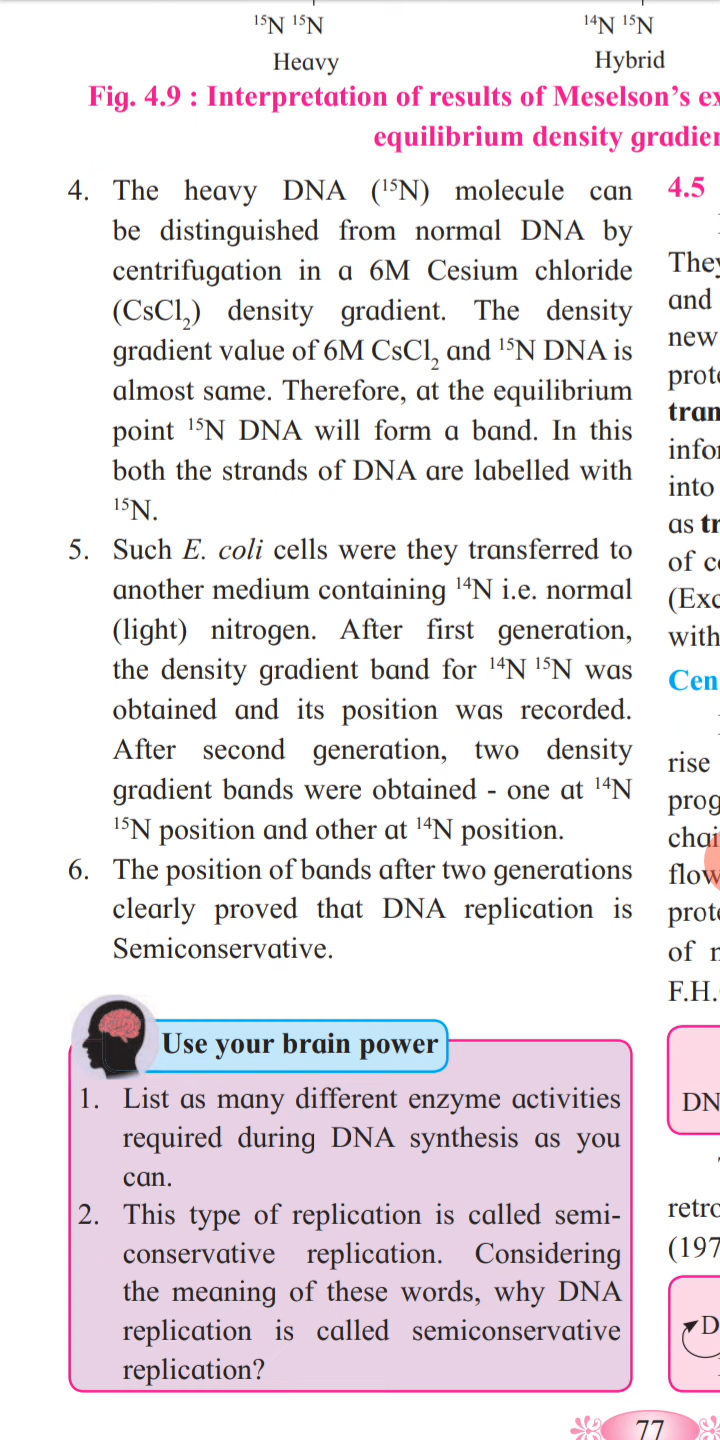 ¹⁵N ¹⁵N
¹⁴N ¹⁵N
Heavy
Hybrid
Fig. 4.9 : Interpretation of results of Meselson’s
equilibrium density
4. The heavy DNA (¹⁵N) molecule can
be distinguished from normal DNA by
centrifugation in a 6M Cesium chloride
(CsCl₂) density gradient. The density
gradient value of 6M CsCl₂ and ¹⁵N DNA is
almost same. Therefore, at the equilibrium
point ¹⁵N DNA will form a band. In this
both the strands of DNA are labelled with
¹⁵N.
5. Such E. coli cells were they transferred to
another medium containing ¹⁴N i.e. normal
(light) nitrogen. After first generation,
the density gradient band for ¹⁴N ¹⁵N was
obtained and its position was recorded.
After second generation, two density
gradient bands were obtained - one at ¹⁴N
¹⁵N position and other at ¹⁴N position.
6. The position of bands after two generations
clearly proved that DNA replication is
Semiconservative.
Use your brain power
1. List as many different enzyme activities
required during DNA synthesis as you
can.
2. This type of replication is called semi-
conservative replication. Considering
the meaning of these words, why DNA
replication is called semiconservative
replication?
4.5
and
new
into
as
of
with
rise
of
F.H.
77